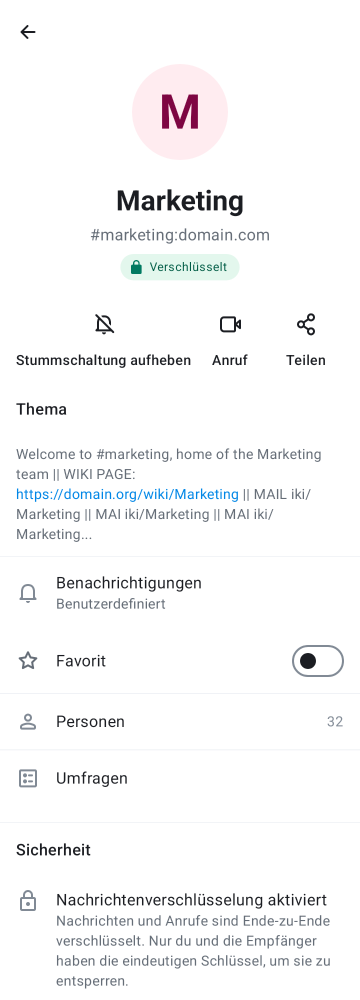 M
Marketing
#marketing:domain.com
Verschlüsselt
Stummschaltung aufheben Anruf Teilen
Thema
Welcome to #marketing, home of the Marketing
team || WIKI PAGE:
https://domain.org/wiki/Marketing || MAIL iki/
Marketing || MAI iki/Marketing || MAI iki/
Marketing...
Benachrichtigungen
Benutzerdefiniert
Favorit
Personen 32
Umfragen
Sicherheit
Nachrichtenverschlüsselung aktiviert
Nachrichten und Anrufe sind Ende-zu-Ende
verschlüsselt. Nur du und die Empfänger
haben die eindeutigen Schlüssel, um sie zu
entsperren.